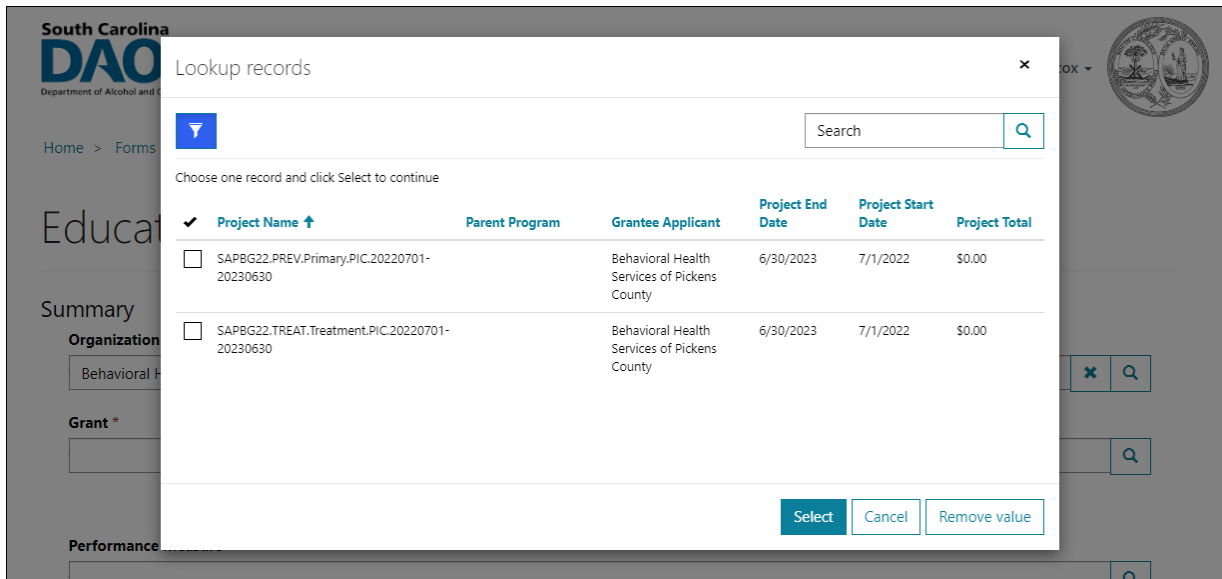 South Carolina
DAO
Department of Alcohol and
cox
Home > Forms
Educat
Summary
Organization
Behavioral H
Grant *
Performance
Lookup records
Search
Choose one record and click Select to continue
Project Name Parent Program Grantee Applicant Project End Date Project Start Date Project Total
SAPBG22.PREV.Primary.PIC.20220701-
20230630
Behavioral Health
Services of Pickens
County
6/30/2023 7/1/2022 $0.00
SAPBG22.TREAT.Treatment.PIC.20220701-
20230630
Behavioral Health
Services of Pickens
County
6/30/2023 7/1/2022 $0.00
Select Cancel Remove value